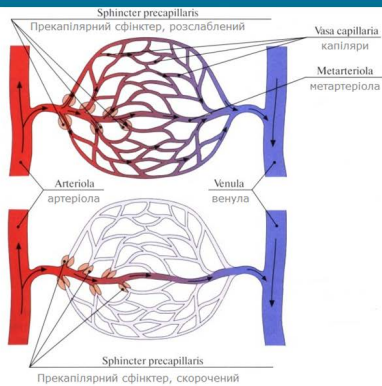 Sphincter precapillaris
Прекапілярний сфінктер, розслаблений
Vasa capillaria
капіляри
Metarteriola
метартеріола
Arteriola
артеріола
Venula
венула
Sphincter precapillaris
Прекапілярний сфінктер, скорочений